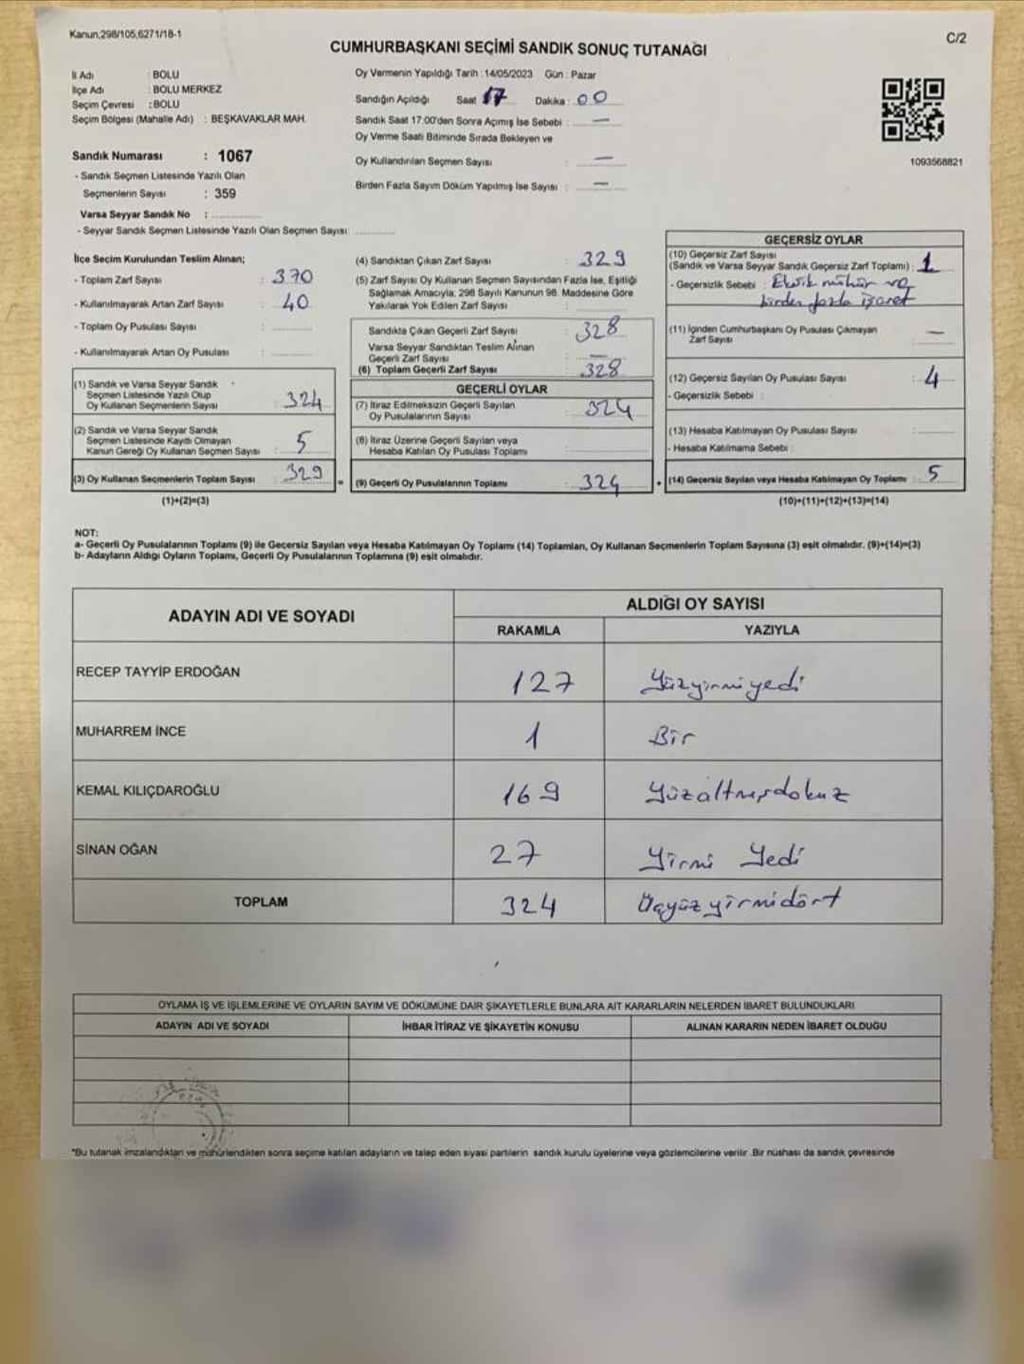 Kanun,298/105,6271/18-1
C/2
CUMHURBAŞKANI SEÇİMİ SANDIK SONUÇ TUTANAĞI
İl Adı : BOLU
İlçe Adı : BOLU MERKEZ
Seçim Çevresi : BOLU
Seçim Bölgesi (Mahalle Adı) : BEŞKAVAKLAR MAH.
Sandık Numarası : 1067
- Sandık Seçmen Listesinde Yazılı Olan
Seçmenlerin Sayısı : 359
Varsa Seyyar Sandık No :
- Seyyar Sandık Seçmen Listesinde Yazılı Olan Seçmen Sayısı:
Oy Vermenin Yapıldığı Tarih :14/05/2023 Gün : Pazar
Sandığın Açıldığı Saat 17 Dakika : 00
Sandık Saat 17:00'den Sonra Açımış İse Sebebi : —
Oy Verme Saati Bitiminde Sırada Bekleyen ve
Oy Kullandırılan Seçmen Sayısı : —
Birden Fazla Sayım Döküm Yapılmış İse Sayısı : —
1093568821
İlçe Seçim Kurulundan Teslim Alınan;
- Toplam Zarf Sayısı : 370
- Kullanılmayarak Artan Zarf Sayısı : 40
- Toplam Oy Pusulası Sayısı :
- Kullanılmayarak Artan Oy Pusulası :
(1) Sandık ve Varsa Seyyar Sandık
Seçmen Listesinde Yazılı Olup
Oy Kullanan Seçmenlerin Sayısı : 324
(2) Sandık ve Varsa Seyyar Sandık
Seçmen Listesinde Kayıtlı Olmayan
Kanun Gereği Oy Kullanan Seçmen Sayısı : 5
(3) Oy Kullanan Seçmenlerin Toplam Sayısı : 329
(1)+(2)=(3)
(4) Sandıktan Çıkan Zarf Sayısı : 329
(5) Zarf Sayısı Oy Kullanan Seçmen Sayısından Fazla İse, Eşitliği
Sağlamak Amacıyla, 298 Sayılı Kanunun 98. Maddesine Göre
Yakılarak Yok Edilen Zarf Sayısı :
Sandıkta Çıkan Geçerli Zarf Sayısı : 328
Varsa Seyyar Sandıktan Teslim Alınan
Geçerli Zarf Sayısı : —
(6) Toplam Geçerli Zarf Sayısı : 328
GEÇERLİ OYLAR
(7) İtiraz Edilmeksizin Geçerli Sayılan
Oy Pusulalarının Sayısı : 324
(8) İtiraz Üzerine Geçerli Sayılan veya
Hesaba Katılan Oy Pusulası Toplamı :
(9) Geçerli Oy Pusulalarının Toplamı : 324
GEÇERSİZ OYLAR
(10) Geçersiz Zarf Sayısı
(Sandık ve Varsa Seyyar Sandık Geçersiz Zarf Toplamı) : 1
- Geçersizlik Sebebi : Eksik mühür ve
birden fazla işaret
(11) İçinden Cumhurbaşkanı Oy Pusulası Çıkmayan
Zarf Sayısı : —
(12) Geçersiz Sayılan Oy Pusulası Sayısı : 4
- Geçersizlik Sebebi :
(13) Hesaba Katılmayan Oy Pusulası Sayısı :
- Hesaba Katılmama Sebebi :
(14) Geçersiz Sayılan veya Hesaba Katılmayan Oy Toplamı : 5
(10)+(11)+(12)+(13)=(14)
NOT:
a- Geçerli Oy Pusulalarının Toplamı (9) ile Geçersiz Sayılan veya Hesaba Katılmayan Oy Toplamı (14) Toplamları, Oy Kullanan Seçmenlerin Toplam Sayısına (3) eşit olmalıdır. (9)+(14)=(3)
b- Adayların Aldığı Oyların Toplamı, Geçerli Oy Pusulalarının Toplamına (9) eşit olmalıdır.
ADAYIN ADI VE SOYADI
ALDIĞI OY SAYISI
RAKAMLA YAZIYLA
RECEP TAYYİP ERDOĞAN 127 Yüzyirmiyedi
MUHARREM İNCE 1 Bir
KEMAL KILIÇDAROĞLU 169 Yüzaltmışdokuz
SİNAN OĞAN 27 Yirmi Yedi
TOPLAM 324 Üçyüzyirmidört
OYLAMA İŞ VE İŞLEMLERİNE VE OYLARIN SAYIM VE DÖKÜMÜNE DAİR ŞİKAYETLERLE BUNLARA AİT KARARLARIN NELERDEN İBARET BULUNDUKLARI
ADAYIN ADI VE SOYADI İHBAR İTİRAZ VE ŞİKAYETİN KONUSU ALINAN KARARIN NEDEN İBARET OLDUĞU
*Bu tutanak imzalandıktan ve mühürlendikten sonra seçime katılan adayların ve talep eden siyasi partilerin sandık kurulu üyelerine veya gözlemcilerine verilir. Bir nüshası da sandık çevresinde